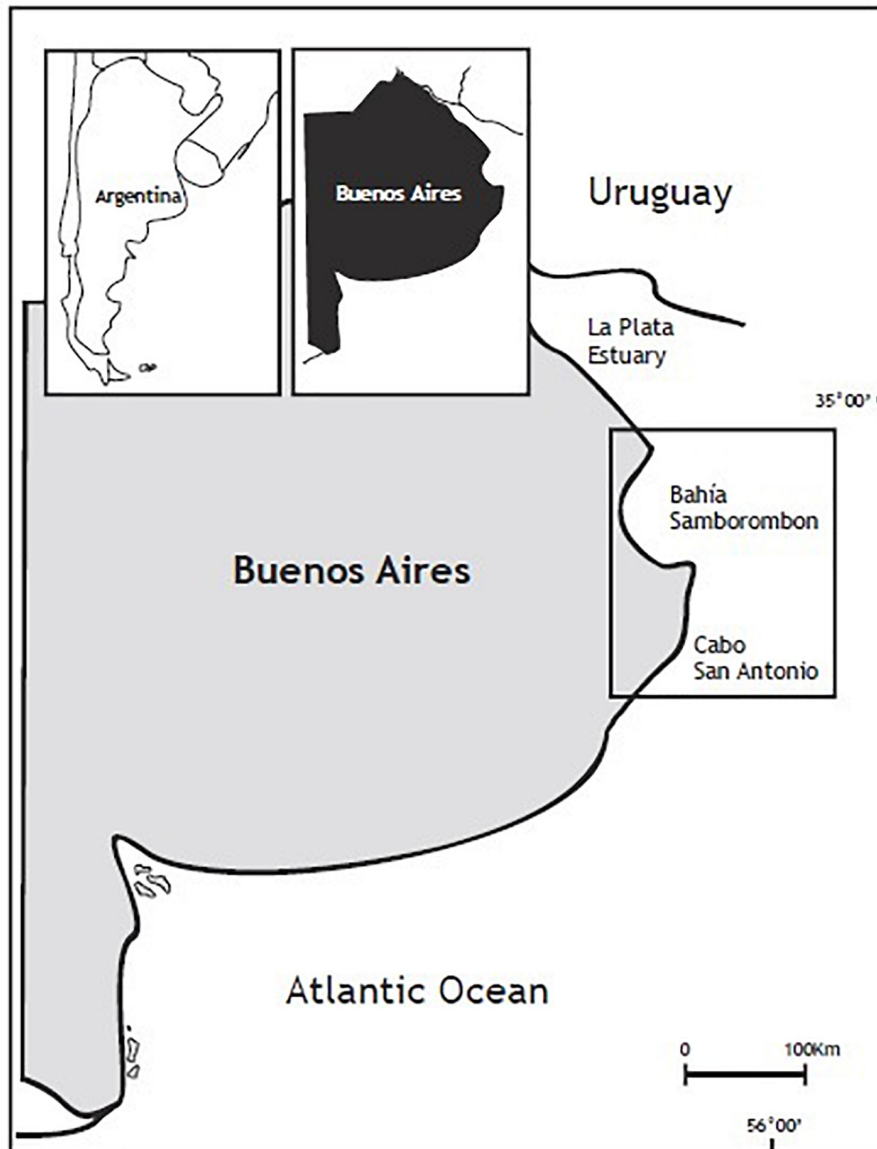 Argentina
Buenos Aires
Uruguay
La Plata
Estuary
35°00'
Bahía
Samborombon
Buenos Aires
Cabo
San Antonio
Atlantic Ocean
0 100Km
56°00'